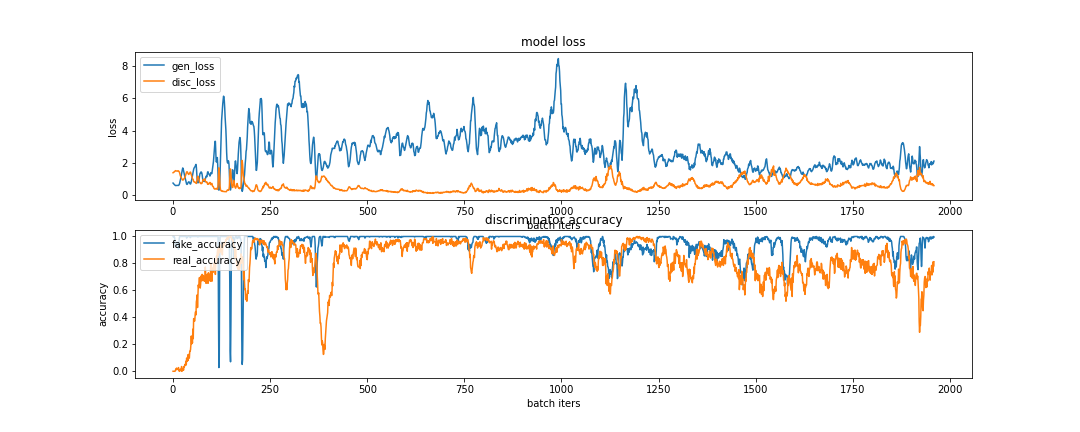 model loss
gen_loss
disc_loss
loss
8
6
4
2
0
0 250 500 750 1000 1250 1500 1750 2000
batch iters
discriminator accuracy
fake_accuracy
real_accuracy
accuracy
1.0
0.8
0.6
0.4
0.2
0.0
0 250 500 750 1000 1250 1500 1750 2000
batch iters